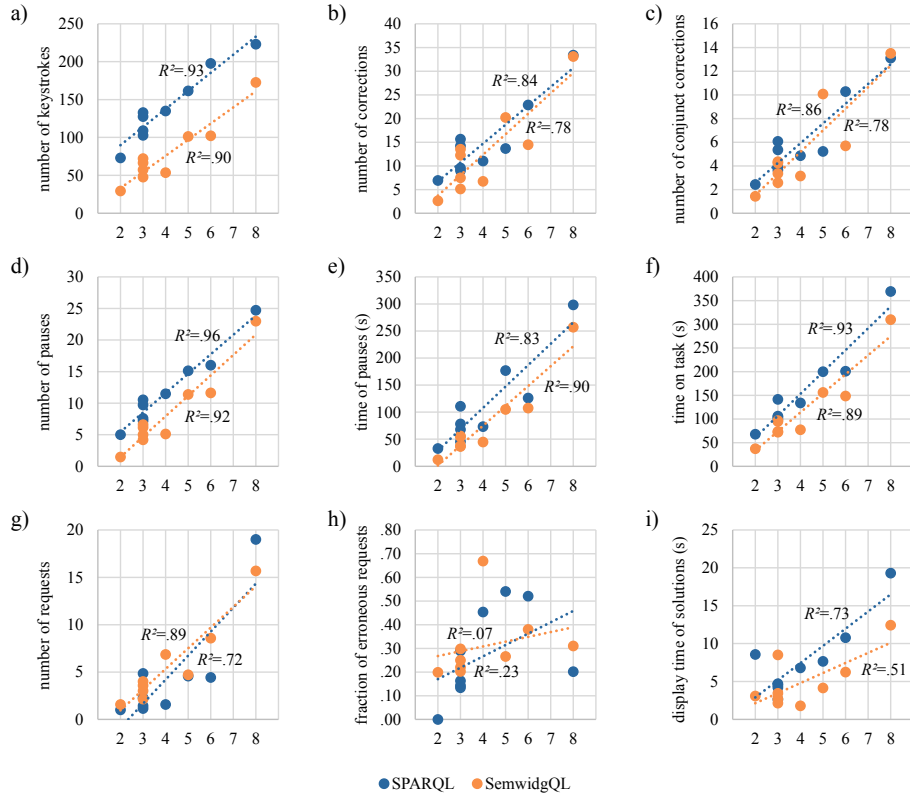 a)
number of keystrokes
250
200
150
100
50
0
R²=.93
R²=.90
2 3 4 5 6 7 8
b)
number of corrections
40
35
30
25
20
15
10
5
0
R²=.84
R²=.78
2 3 4 5 6 7 8
c)
number of conjunct corrections
14
12
10
8
6
4
2
0
R²=.86
R²=.78
2 3 4 5 6 7 8
d)
number of pauses
30
25
20
15
10
5
0
R²=.96
R²=.92
2 3 4 5 6 7 8
e)
time of pauses (s)
350
300
250
200
150
100
50
0
R²=.83
R²=.90
2 3 4 5 6 7 8
f)
time on task (s)
400
350
300
250
200
150
100
50
0
R²=.93
R²=.89
2 3 4 5 6 7 8
g)
number of requests
20
15
10
5
0
R²=.89
R²=.72
2 3 4 5 6 7 8
h)
fraction of erroneous requests
.80
.70
.60
.50
.40
.30
.20
.10
.00
R²=.07
R²=.23
2 3 4 5 6 7 8
i)
display time of solutions (s)
25
20
15
10
5
0
R²=.73
R²=.51
2 3 4 5 6 7 8
SPARQL SemwidgQL